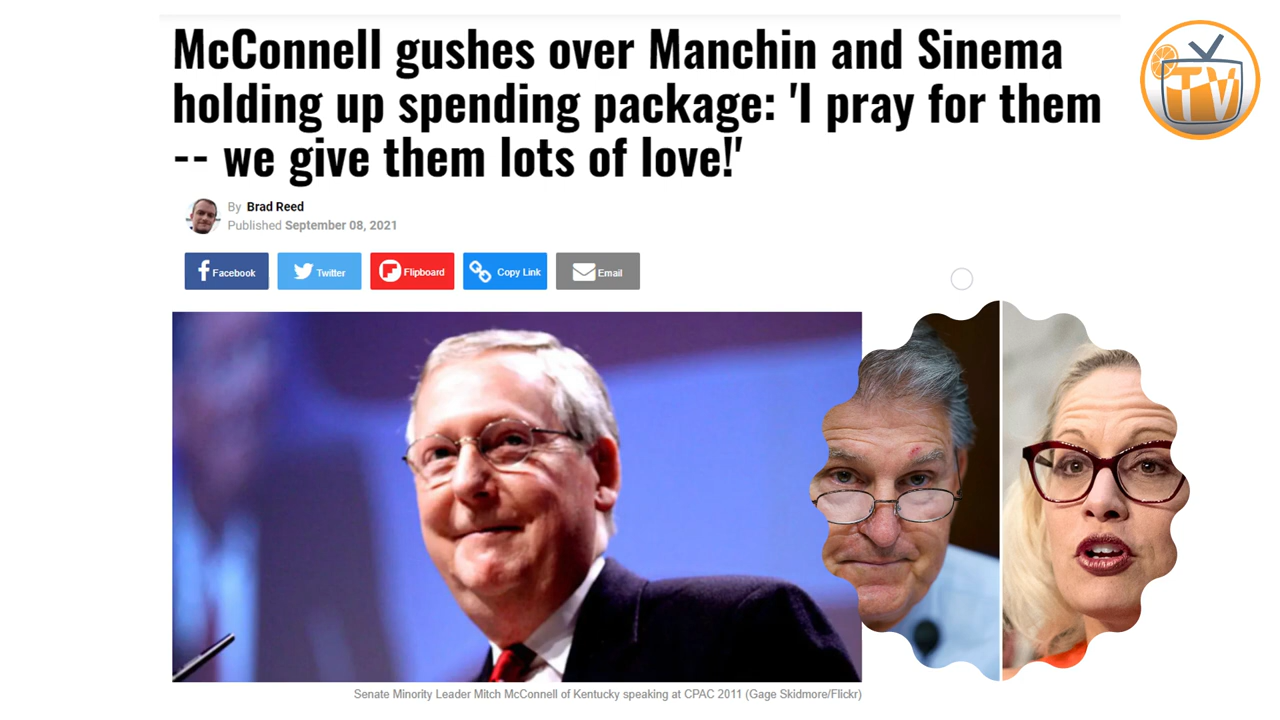 McConnell gushes over Manchin and Sinema
holding up spending package: 'I pray for them
-- we give them lots of love!'
By Brad Reed
Published September 08, 2021
Facebook
Twitter
Flipboard
Copy Link
Email
TV
Senate Minority Leader Mitch McConnell of Kentucky speaking at CPAC 2011 (Gage Skidmore/Flickr)